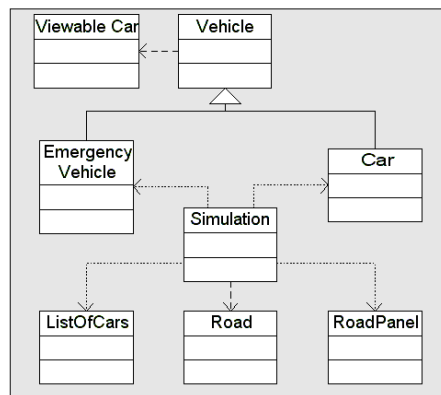 Viewable Car
Vehicle
Emergency
Vehicle
Car
Simulation
ListOfCars
Road
RoadPanel